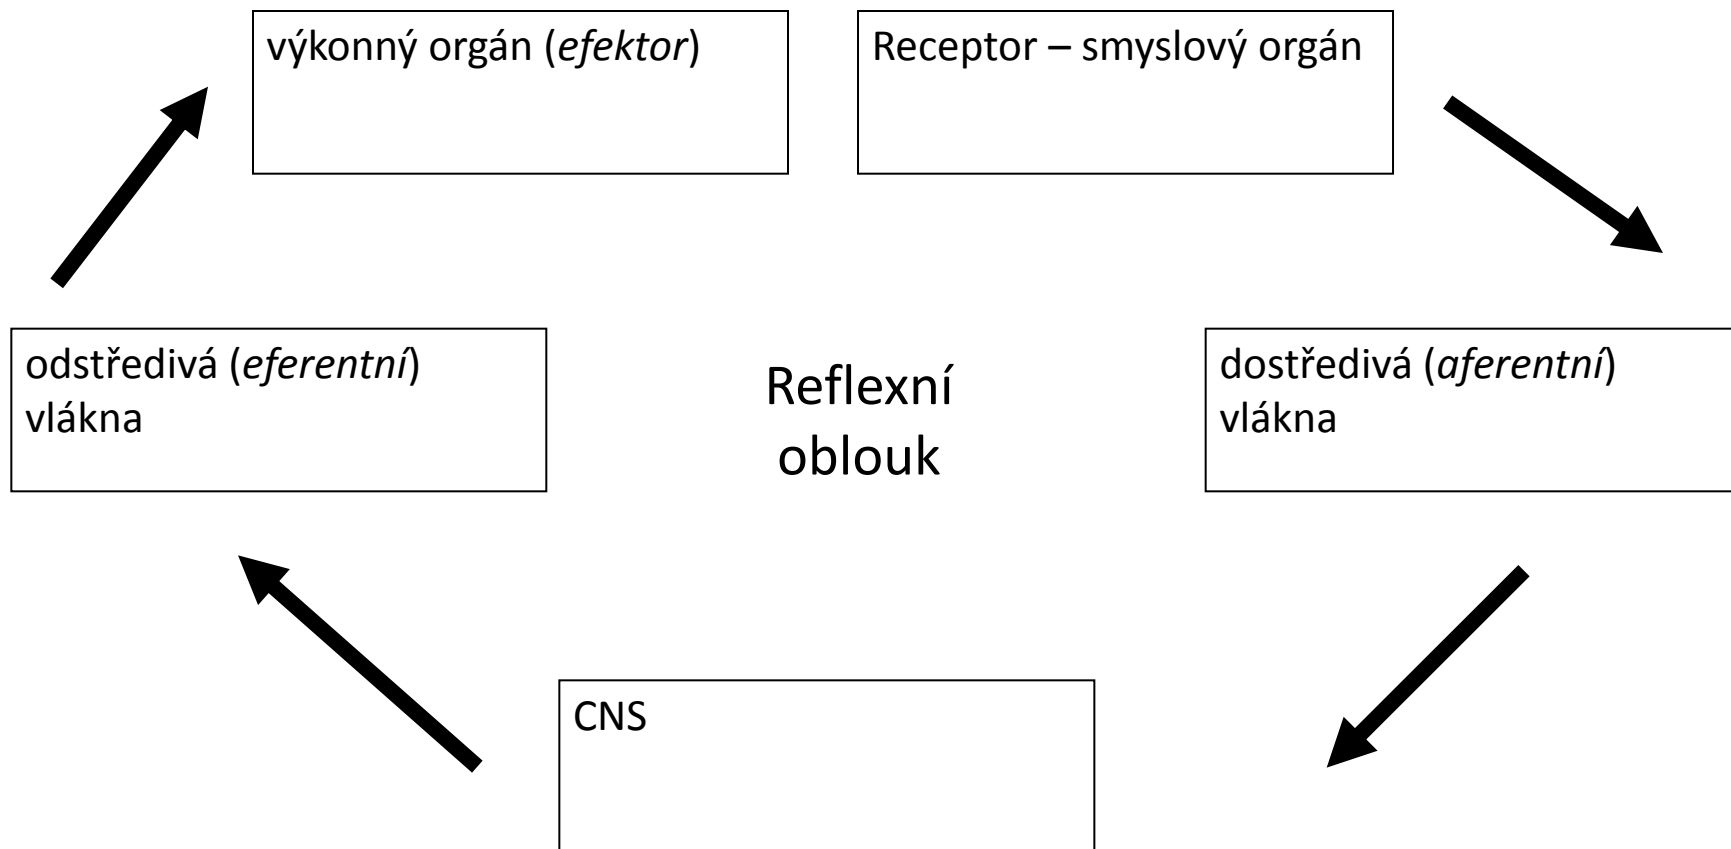 výkonný orgán (efektor)
Receptor – smyslový orgán
odstředivá (eferentní)
vlákna
Reflexní
oblouk
dostředivá (aferentní)
vlákna
CNS